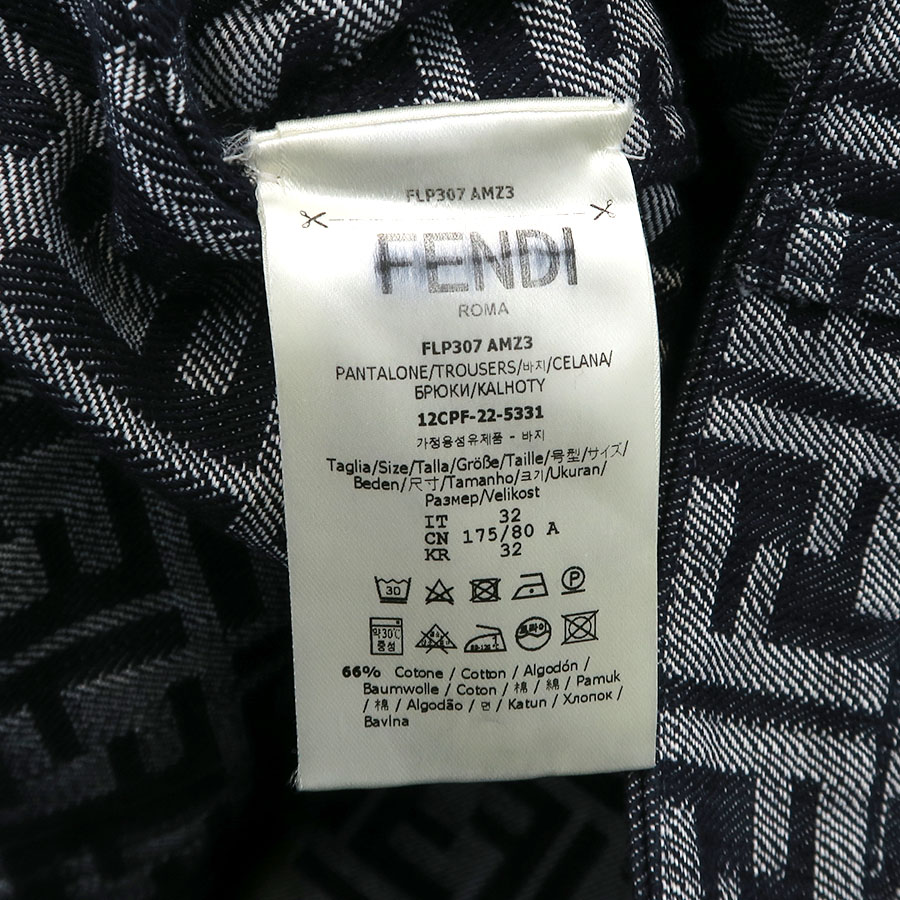 FLP307 AMZ3
FENDI
ROMA
FLP307 AMZ3
PANTALONE/TROUSERS/바지/CELANA/
БРЮКИ/KALHOTY
12CPF-22-5331
가정용섬유제품 - 바지
Taglia/Size/Talla/Größe/Taille/号型/サイズ/
Beden/尺寸/Tamanho/크기/Ukuran/
Размер/Velikost
IT 32
CN 175/80 A
KR 32
30 P
약30℃
중성
드라이
66% Cotone / Cotton / Algodón /
Baumwolle / Coton / 棉 / 綿 / Pamuk
/ 棉 / Algodão / 면 / Katun / Хлопок /
Bavlna